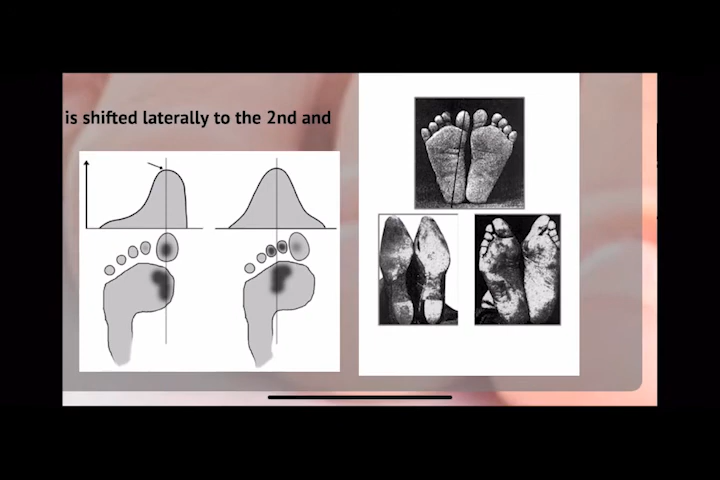 is shifted laterally to the 2nd and